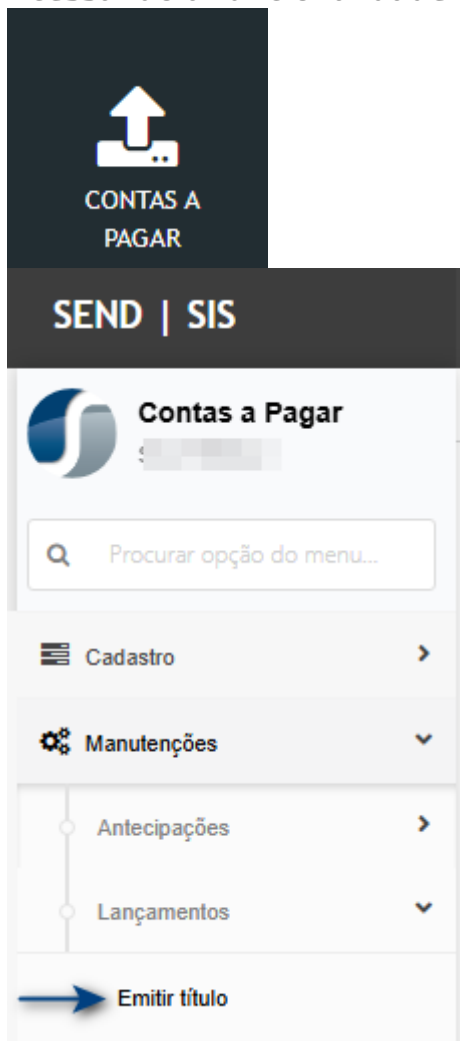 CONTAS A
PAGAR
SEND | SIS
Contas a Pagar
Procurar opção do menu...
Cadastro
Manutenções
Antecipações
Lançamentos
Emitir título